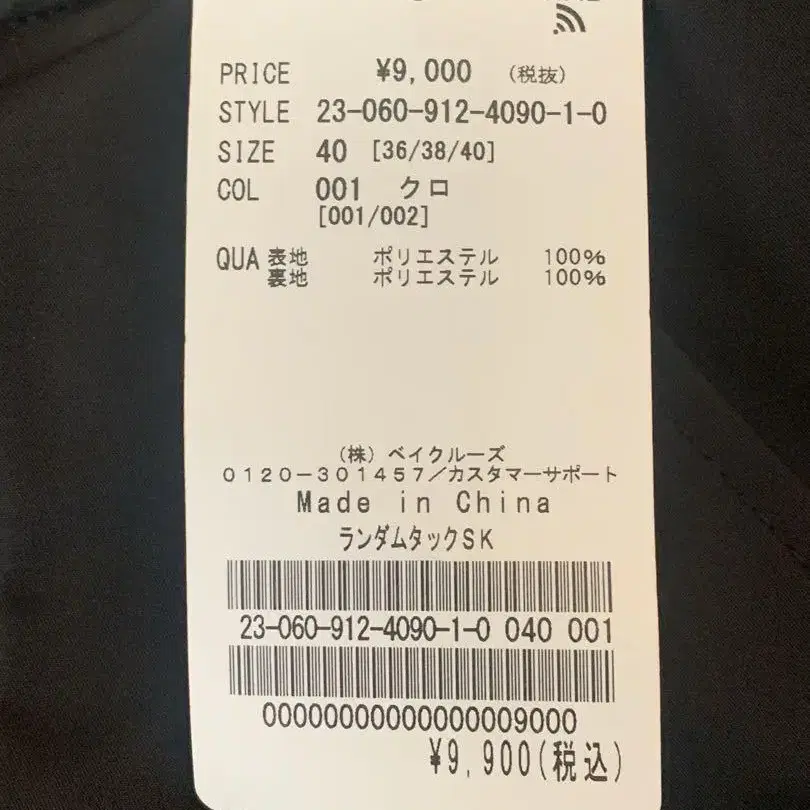 PRICE ¥9,000 (税抜)
STYLE 23-060-912-4090-1-0
SIZE 40 [36/38/40]
COL 001 クロ
[001/002]
QUA 表地 ポリエステル 100%
裏地 ポリエステル 100%
(株) ベイクルーズ
0120-301457/カスタマーサポート
Made in China
ランダムタックSK
23-060-912-4090-1-0 040 001
00000000000000009000
¥9,900(税込)